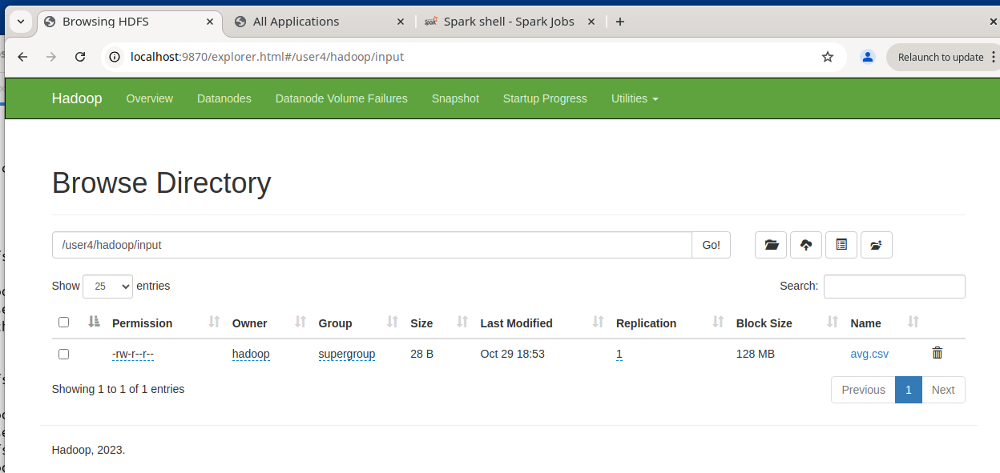 Browsing HDFS
All Applications
Spark shell - Spark Jobs
localhost:9870/explorer.html#/user4/hadoop/input
Relaunch to update
Hadoop Overview Datanodes Datanode Volume Failures Snapshot Startup Progress Utilities
Browse Directory
/user4/hadoop/input Go!
Show 25 entries Search:
Permission Owner Group Size Last Modified Replication Block Size Name
-rw-r--r-- hadoop supergroup 28 B Oct 29 18:53 1 128 MB avg.csv
Showing 1 to 1 of 1 entries Previous 1 Next
Hadoop, 2023.